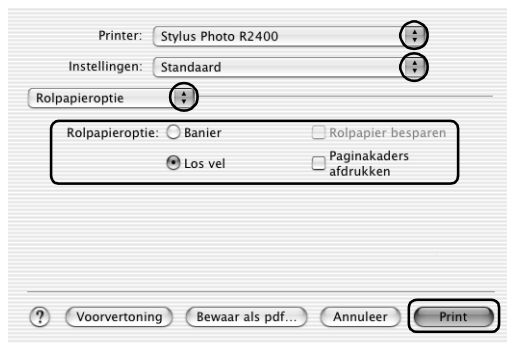 Printer: Stylus Photo R2400
Instellingen: Standaard
Rolpapieroptie
Rolpapieroptie: Banier Rolpapier besparen
Los vel Paginakaders
afdrukken
? Voorvertoning Bewaar als pdf... Annuleer Print